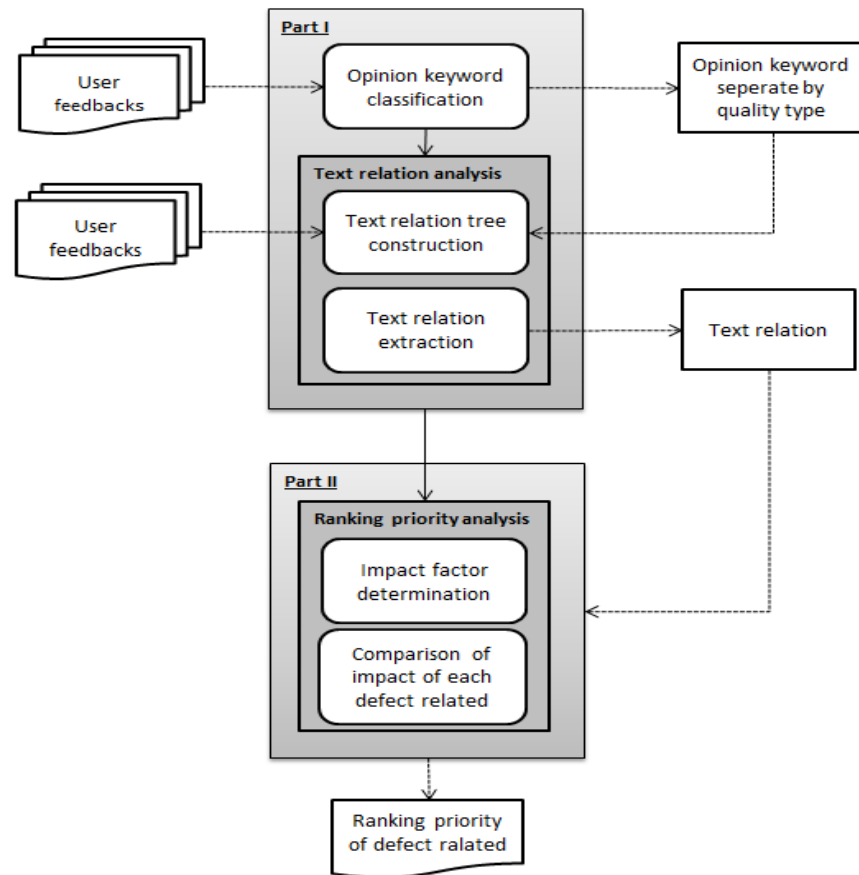 Part I
User
feedbacks
Opinion keyword
classification
Opinion keyword
seperate by
quality type
Text relation analysis
User
feedbacks
Text relation tree
construction
Text relation
extraction
Text relation
Part II
Ranking priority analysis
Impact factor
determination
Comparison of
impact of each
defect related
Ranking priority
of defect ralated